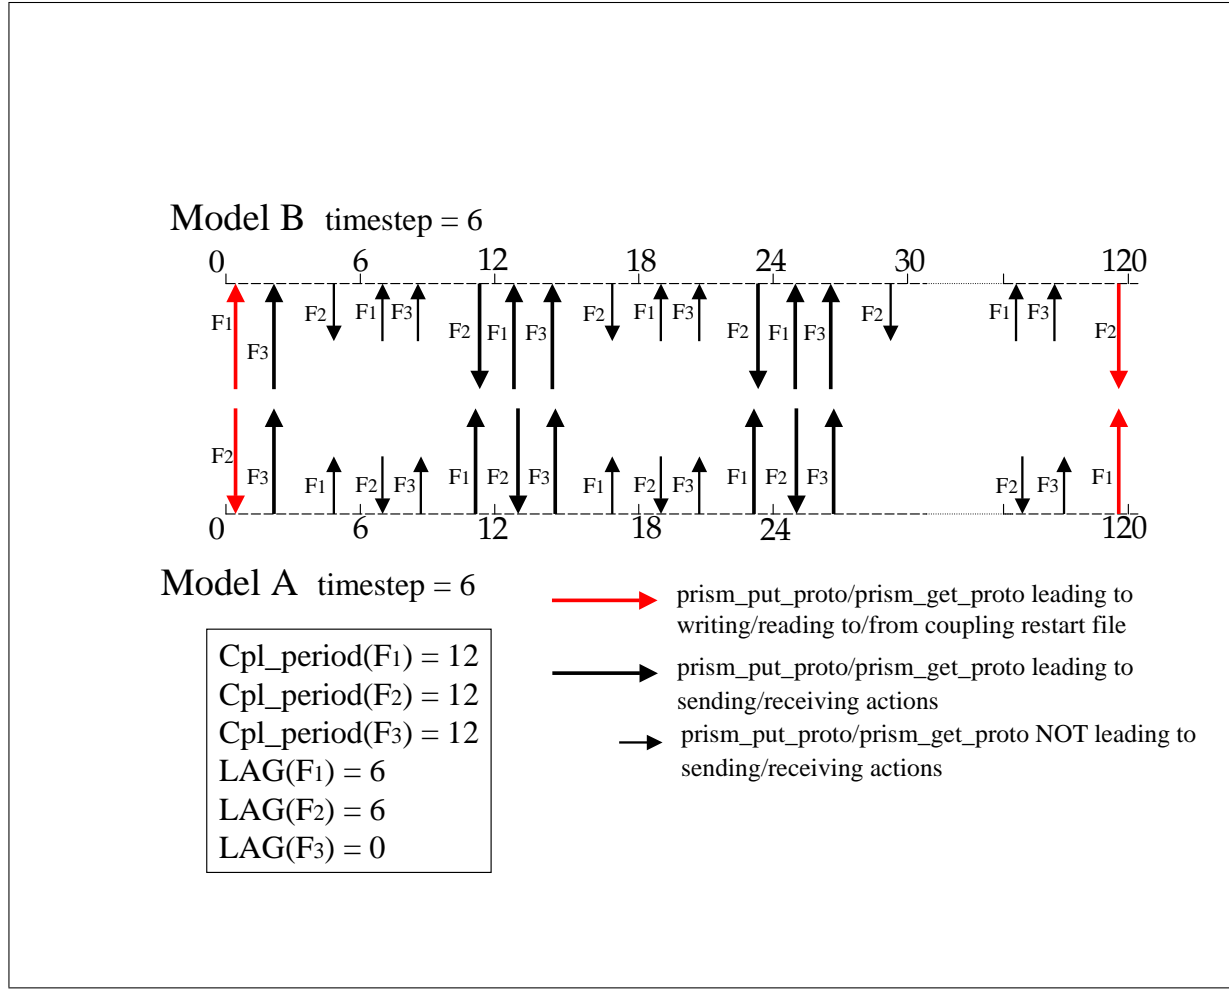 Model B timestep = 6
0 6 12 18 24 30 120
F1 F3 F2 F1 F3 F2 F1 F3 F2 F1 F3 F2 F1 F3 F2 F1 F3 F2
F2 F3 F1 F2 F3 F1 F2 F3 F1 F2 F3 F1 F2 F3 F2 F3 F1
0 6 12 18 24 120
Model A timestep = 6
prism_put_proto/prism_get_proto leading to
writing/reading to/from coupling restart file
Cpl_period(F1) = 12
Cpl_period(F2) = 12
Cpl_period(F3) = 12
LAG(F1) = 6
LAG(F2) = 6
LAG(F3) = 0
prism_put_proto/prism_get_proto leading to
sending/receiving actions
prism_put_proto/prism_get_proto NOT leading to
sending/receiving actions